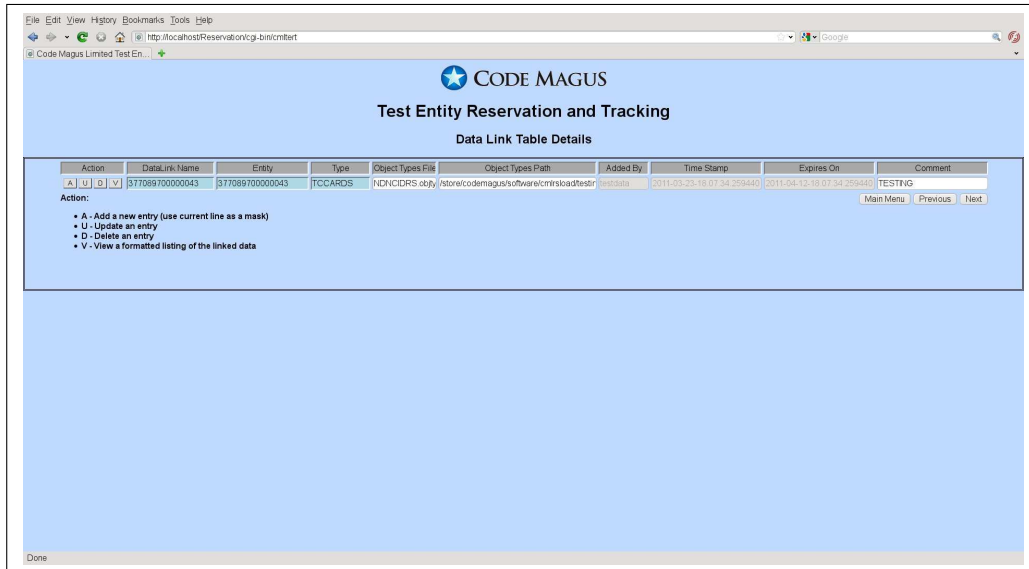 File Edit View History Bookmarks Tools Help
http://localhost/Reservation/cgi-bin/cmltert Google
Code Magus Limited Test En...
CODE MAGUS
Test Entity Reservation and Tracking
Data Link Table Details
Action DataLink Name Entity Type Object Types File Object Types Path Added By Time Stamp Expires On Comment
A U D V 377089700000043 377089700000043 TCCARDS NDNCIDRS.objty /store/codemagus/software/cmlrsload/testin testdata 2011-03-23-18.07.34.259440 2011-04-12-18.07.34.259440 TESTING
Action: Main Menu Previous Next
• A - Add a new entry (use current line as a mask)
• U - Update an entry
• D - Delete an entry
• V - View a formatted listing of the linked data
Done